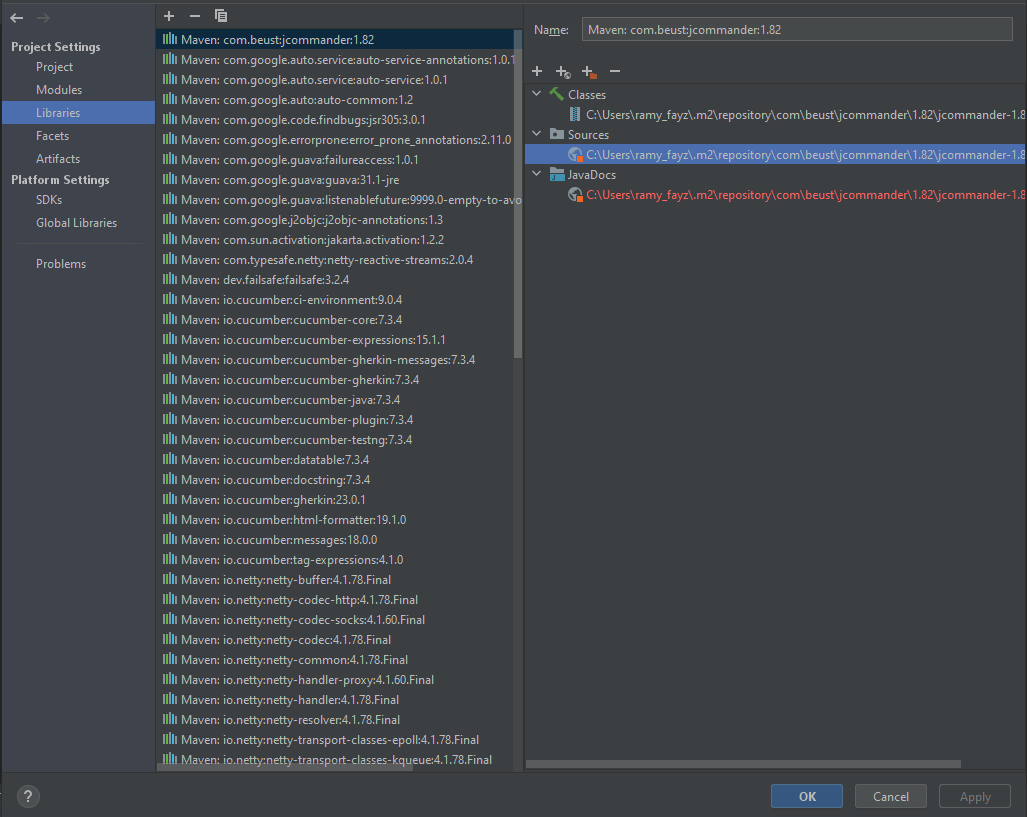 Project Settings
Project
Modules
Libraries
Facets
Artifacts
Platform Settings
SDKs
Global Libraries
Problems
Maven: com.beust:jcommander:1.82
Maven: com.google.auto.service:auto-service-annotations:1.0.1
Maven: com.google.auto.service:auto-service:1.0.1
Maven: com.google.auto:auto-common:1.2
Maven: com.google.code.findbugs:jsr305:3.0.1
Maven: com.google.errorprone:error_prone_annotations:2.11.0
Maven: com.google.guava:failureaccess:1.0.1
Maven: com.google.guava:guava:31.1-jre
Maven: com.google.guava:listenablefuture:9999.0-empty-to-avo
Maven: com.google.j2objc:j2objc-annotations:1.3
Maven: com.sun.activation:jakarta.activation:1.2.2
Maven: com.typesafe.netty:netty-reactive-streams:2.0.4
Maven: dev.failsafe:failsafe:3.2.4
Maven: io.cucumber:ci-environment:9.0.4
Maven: io.cucumber:cucumber-core:7.3.4
Maven: io.cucumber:cucumber-expressions:15.1.1
Maven: io.cucumber:cucumber-gherkin-messages:7.3.4
Maven: io.cucumber:cucumber-gherkin:7.3.4
Maven: io.cucumber:cucumber-java:7.3.4
Maven: io.cucumber:cucumber-plugin:7.3.4
Maven: io.cucumber:cucumber-testng:7.3.4
Maven: io.cucumber:datatable:7.3.4
Maven: io.cucumber:docstring:7.3.4
Maven: io.cucumber:gherkin:23.0.1
Maven: io.cucumber:html-formatter:19.1.0
Maven: io.cucumber:messages:18.0.0
Maven: io.cucumber:tag-expressions:4.1.0
Maven: io.netty:netty-buffer:4.1.78.Final
Maven: io.netty:netty-codec-http:4.1.78.Final
Maven: io.netty:netty-codec-socks:4.1.60.Final
Maven: io.netty:netty-codec:4.1.78.Final
Maven: io.netty:netty-common:4.1.78.Final
Maven: io.netty:netty-handler-proxy:4.1.60.Final
Maven: io.netty:netty-handler:4.1.78.Final
Maven: io.netty:netty-resolver:4.1.78.Final
Maven: io.netty:netty-transport-classes-epoll:4.1.78.Final
Maven: io.netty:netty-transport-classes-kqueue:4.1.78.Final
Name: Maven: com.beust:jcommander:1.82
Classes
C:\Users\ramy_fayz\.m2\repository\com\beust\jcommander\1.82\jcommander-1.8
Sources
C:\Users\ramy_fayz\.m2\repository\com\beust\jcommander\1.82\jcommander-1.8
JavaDocs
C:\Users\ramy_fayz\.m2\repository\com\beust\jcommander\1.82\jcommander-1.8
?
OK
Cancel
Apply